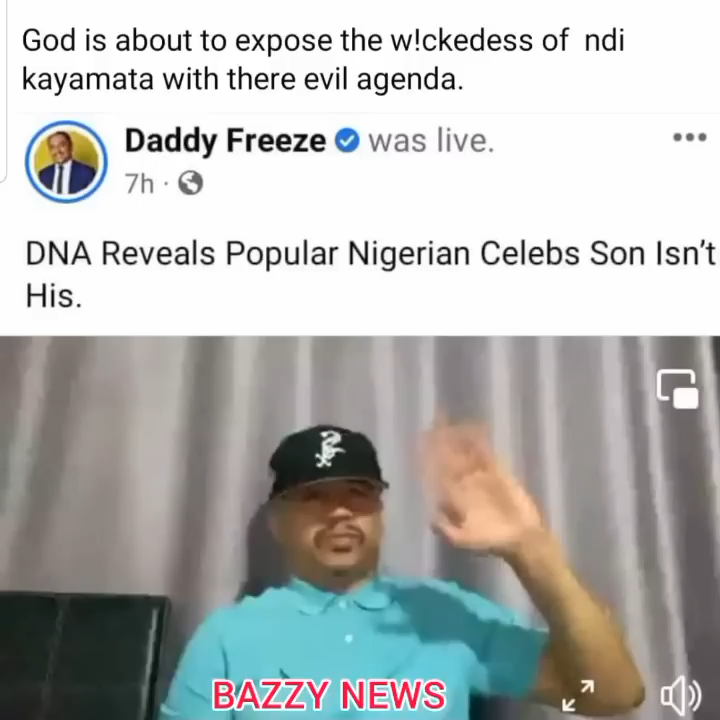 God is about to expose the w!ckedess of ndi
kayamata with there evil agenda.
Daddy Freeze was live.
7h ·
DNA Reveals Popular Nigerian Celebs Son Isn't
His.
BAZZY NEWS